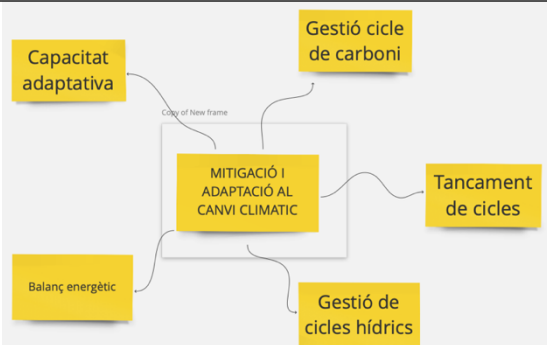 Gestió cicle
de carboni
Capacitat
adaptativa
Copy of New frame
MITIGACIÓ I
ADAPTACIÓ AL
CANVI CLIMATIC
Tancament
de cicles
Balanç energètic
Gestió de
cicles hídrics